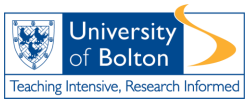 University
of Bolton
Teaching Intensive, Research Informed